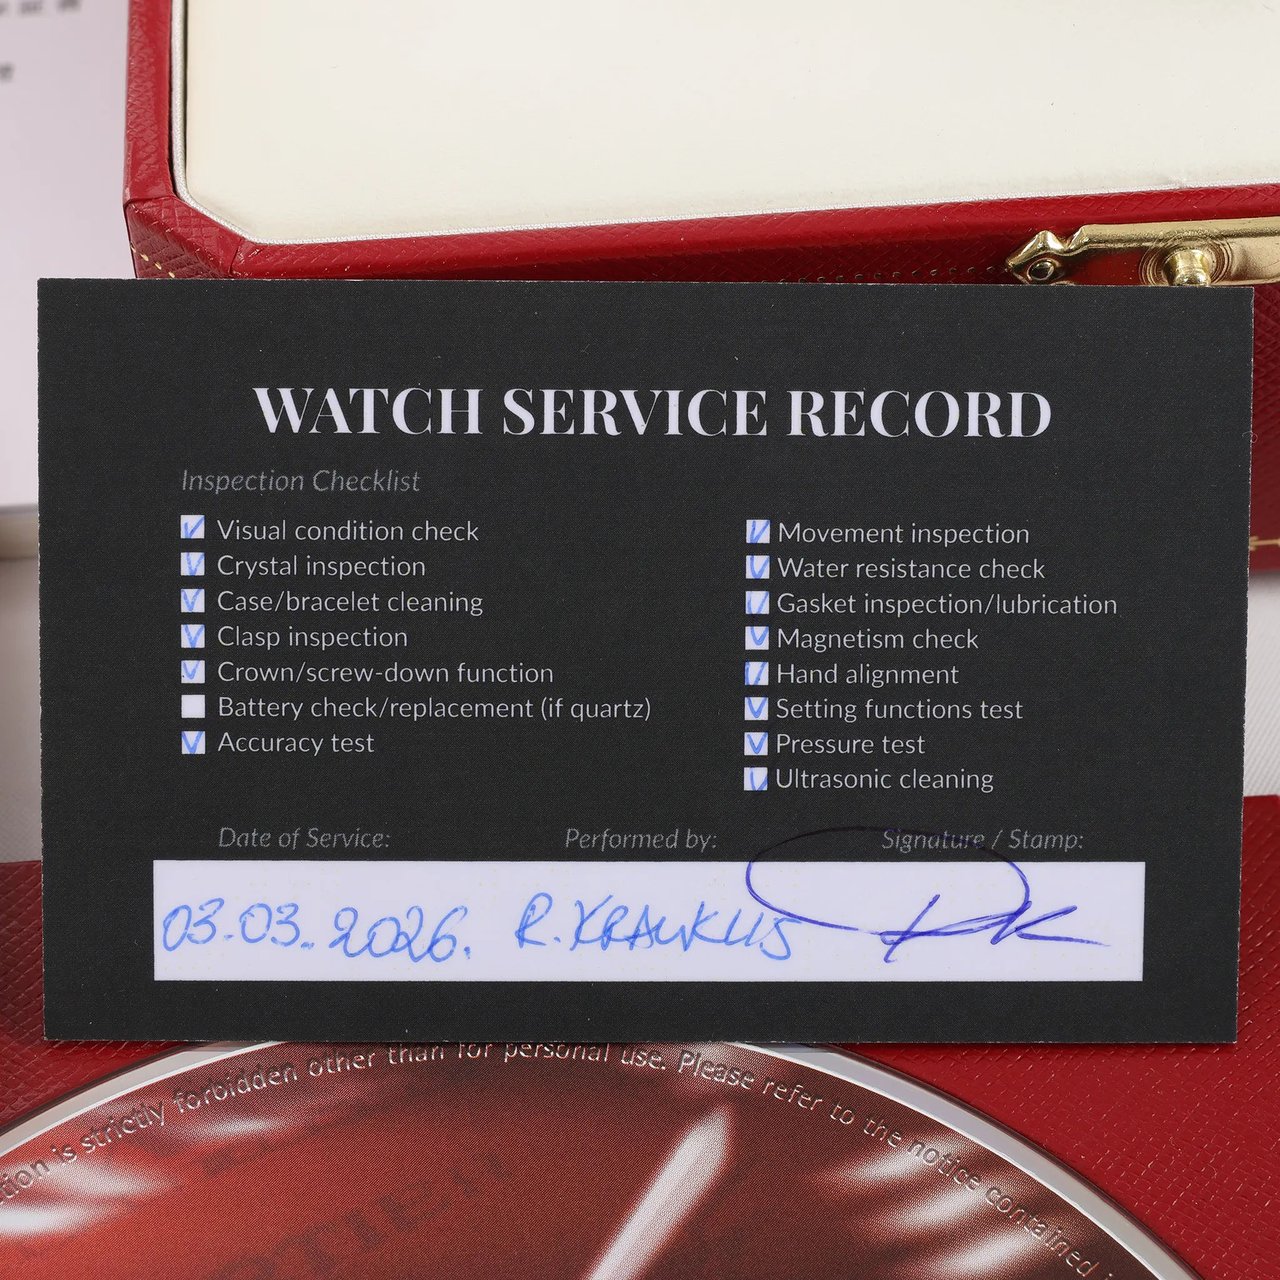 WATCH SERVICE RECORD
Inspection Checklist
Visual condition check
Crystal inspection
Case/bracelet cleaning
Clasp inspection
Crown/screw-down function
Battery check/replacement (if quartz)
Accuracy test
Movement inspection
Water resistance check
Gasket inspection/lubrication
Magnetism check
Hand alignment
Setting functions test
Pressure test
Ultrasonic cleaning
Date of Service: Performed by: Signature / Stamp:
03.03.2026. R.
is strictly forbidden other than for personal use. Please refer to the notice contained